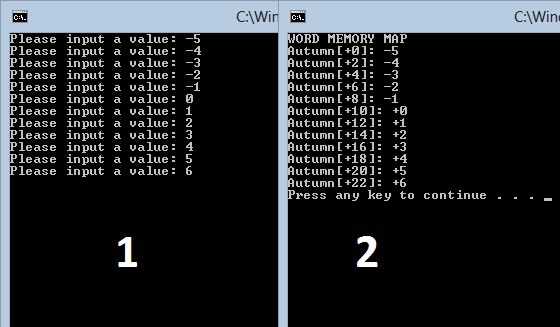 C:\Wind
Please input a value: -5
Please input a value: -4
Please input a value: -3
Please input a value: -2
Please input a value: -1
Please input a value: 0
Please input a value: 1
Please input a value: 2
Please input a value: 3
Please input a value: 4
Please input a value: 5
Please input a value: 6
1
C:\Win
WORD MEMORY MAP
Autumn[+0]: -5
Autumn[+2]: -4
Autumn[+4]: -3
Autumn[+6]: -2
Autumn[+8]: -1
Autumn[+10]: +0
Autumn[+12]: +1
Autumn[+14]: +2
Autumn[+16]: +3
Autumn[+18]: +4
Autumn[+20]: +5
Autumn[+22]: +6
Press any key to continue . . . _
2